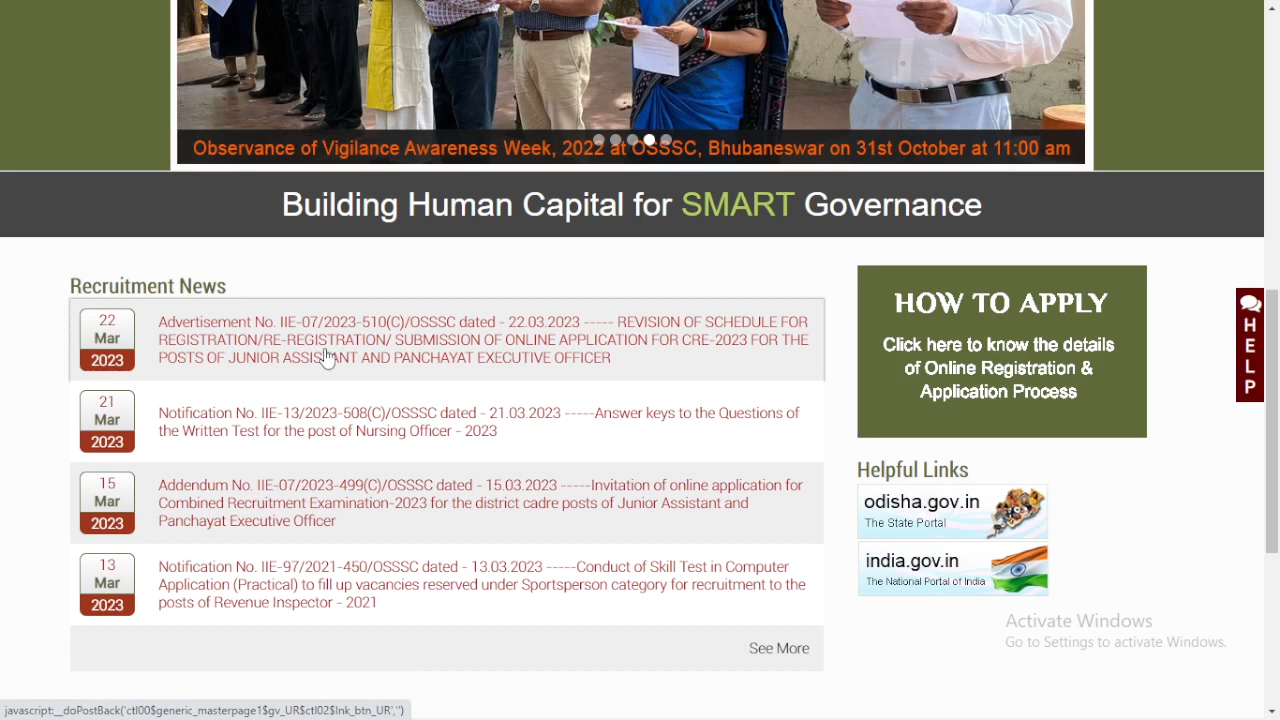 Observance of Vigilance Awareness Week, 2022 at OSSSC, Bhubaneswar on 31st October at 11:00 am
Building Human Capital for SMART Governance
Recruitment News
22
Mar
2023
Advertisement No. IIE-07/2023-510(C)/OSSSC dated - 22.03.2023 ----- REVISION OF SCHEDULE FOR
REGISTRATION/RE-REGISTRATION/ SUBMISSION OF ONLINE APPLICATION FOR CRE-2023 FOR THE
POSTS OF JUNIOR ASSISTANT AND PANCHAYAT EXECUTIVE OFFICER
21
Mar
2023
Notification No. IIE-13/2023-508(C)/OSSSC dated - 21.03.2023 -----Answer keys to the Questions of
the Written Test for the post of Nursing Officer - 2023
15
Mar
2023
Addendum No. IIE-07/2023-499(C)/OSSSC dated - 15.03.2023 -----Invitation of online application for
Combined Recruitment Examination-2023 for the district cadre posts of Junior Assistant and
Panchayat Executive Officer
13
Mar
2023
Notification No. IIE-97/2021-450/OSSSC dated - 13.03.2023 -----Conduct of Skill Test in Computer
Application (Practical) to fill up vacancies reserved under Sportsperson category for recruitment to the
posts of Revenue Inspector - 2021
See More
HOW TO APPLY
Click here to know the details
of Online Registration &
Application Process
Helpful Links
odisha.gov.in
The State Portal
india.gov.in
The National Portal of India
H
E
L
P
Activate Windows
Go to Settings to activate Windows.
javascript:__doPostBack('ctl00$generic_masterpage1$gv_UR$ctl02$lnk_btn_UR','')